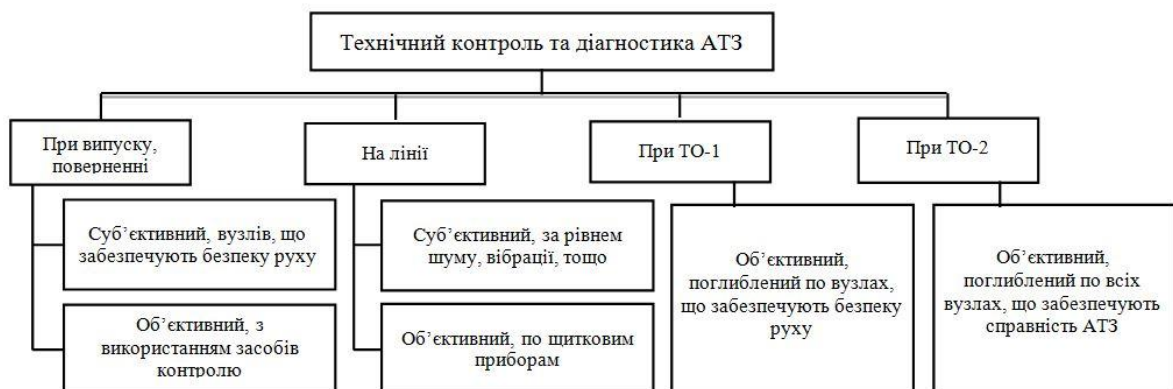 Технічний контроль та діагностика АТЗ
При випуску,
поверненні
На лінії
При ТО-1
При ТО-2
Суб’єктивний, вузлів, що
забезпечують безпеку руху
Об’єктивний, з
використанням засобів
контролю
Суб’єктивний, за рівнем
шуму, вібрації, тощо
Об’єктивний, по щитковим
приборам
Об’єктивний,
поглиблений по вузлах,
що забезпечують безпеку
руху
Об’єктивний,
поглиблений по всіх
вузлах, що забезпечують
справність АТЗ